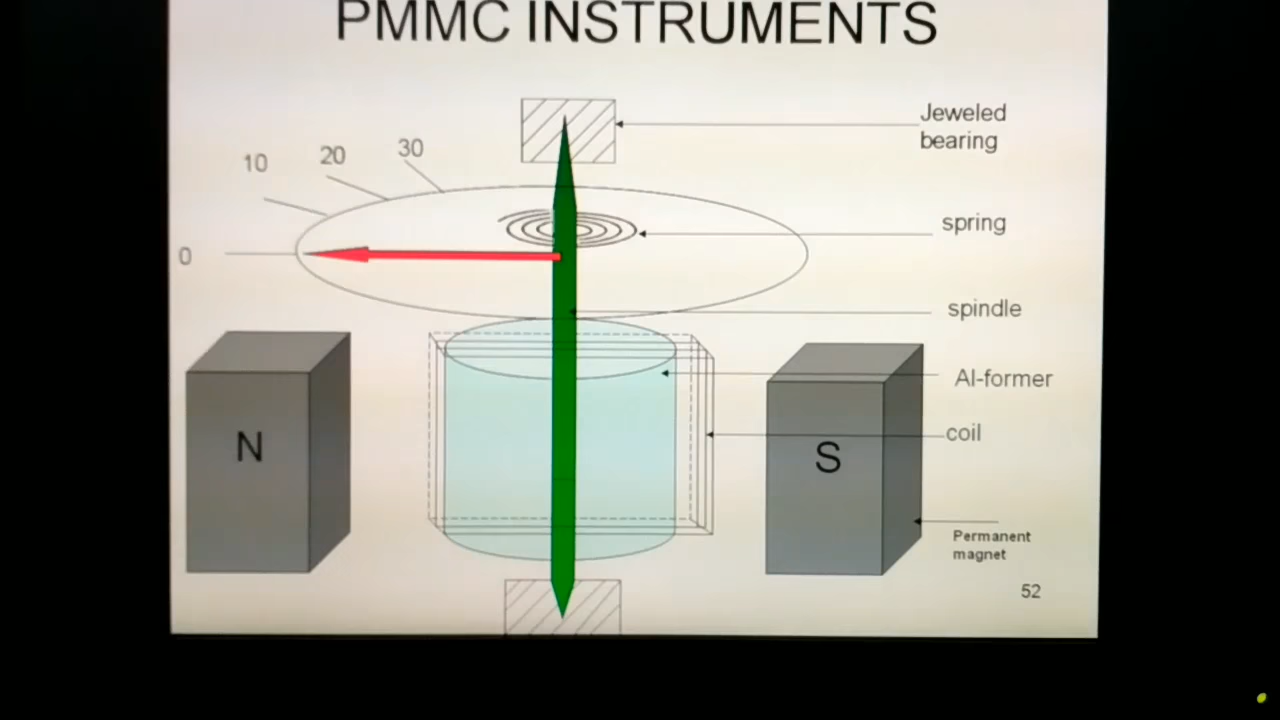 PMMC INSTRUMENTS
Jeweled
bearing
10
20
30
spring
0
spindle
Al-former
coil
N
S
Permanent
magnet
52